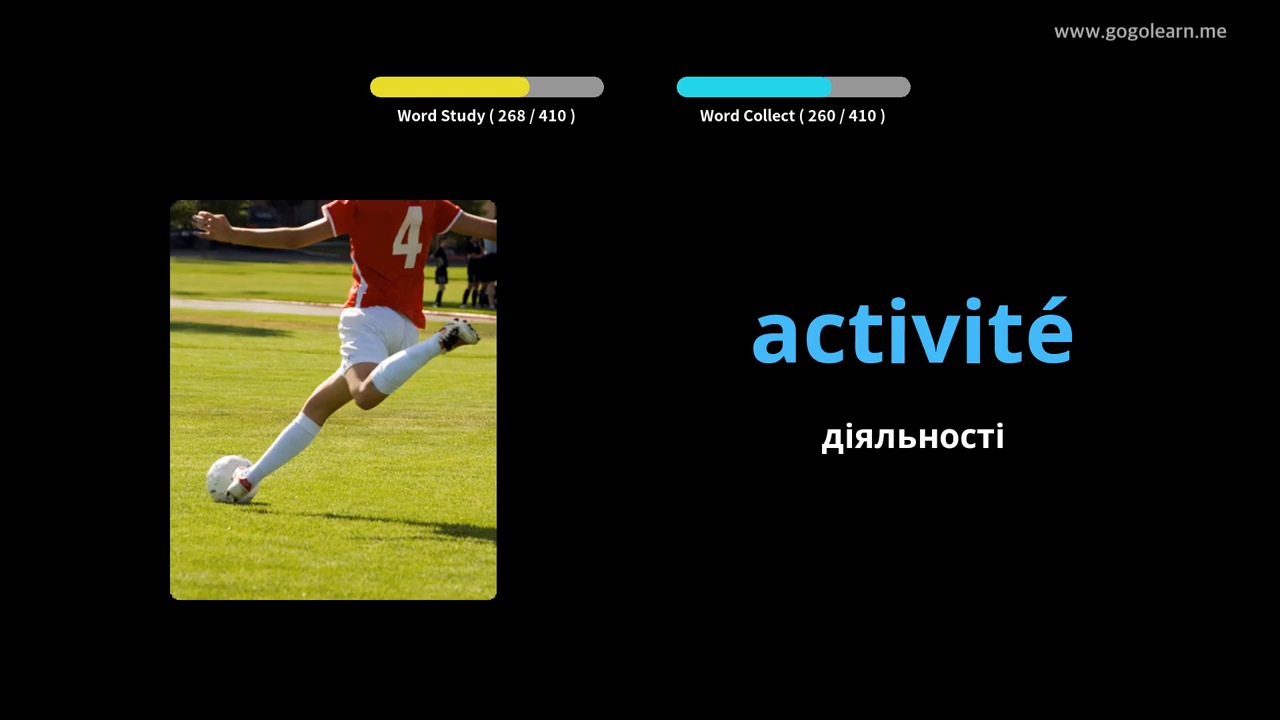 www.gogolearn.me
Word Study ( 268 / 410 )
Word Collect ( 260 / 410 )
4
activité
діяльності